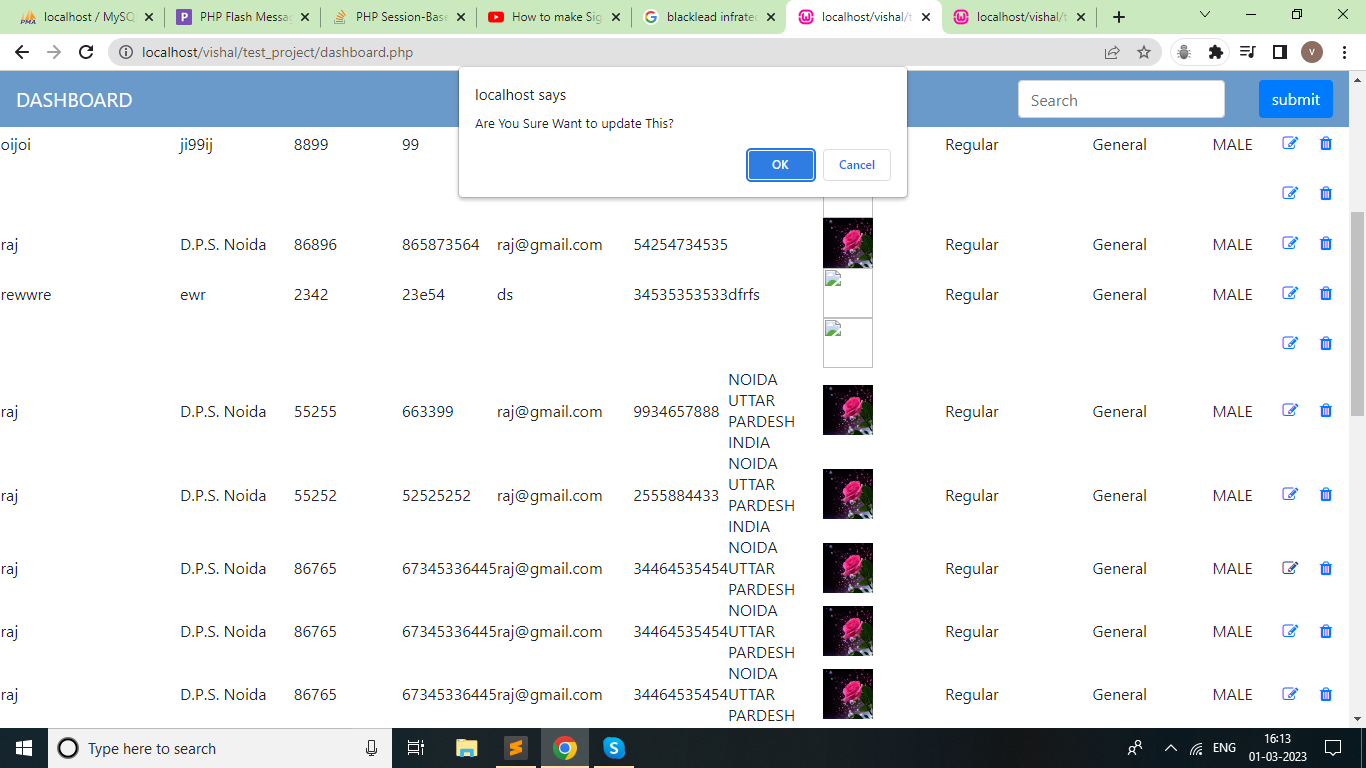 localhost / MySQ
PHP Flash Messag
PHP Session-Base
How to make Sig
blacklead infrated
localhost/vishal/t
localhost/vishal/t
localhost/vishal/test_project/dashboard.php
V
DASHBOARD
Search
submit
localhost says
Are You Sure Want to update This?
OK
Cancel
oijoi ji99ij 8899 99 Regular General MALE
raj D.P.S. Noida 86896 865873564 raj@gmail.com 54254734535 Regular General MALE
rewwre ewr 2342 23e54 ds 34535353533 dfrfs Regular General MALE
raj D.P.S. Noida 55255 663399 raj@gmail.com 9934657888 NOIDA
UTTAR
PARDESH
INDIA Regular General MALE
raj D.P.S. Noida 55252 52525252 raj@gmail.com 2555884433 NOIDA
UTTAR
PARDESH
INDIA Regular General MALE
raj D.P.S. Noida 86765 67345336445 raj@gmail.com 34464535454 NOIDA
UTTAR
PARDESH Regular General MALE
raj D.P.S. Noida 86765 67345336445 raj@gmail.com 34464535454 NOIDA
UTTAR
PARDESH Regular General MALE
raj D.P.S. Noida 86765 67345336445 raj@gmail.com 34464535454 NOIDA
UTTAR
PARDESH Regular General MALE
Type here to search
ENG
16:13
01-03-2023